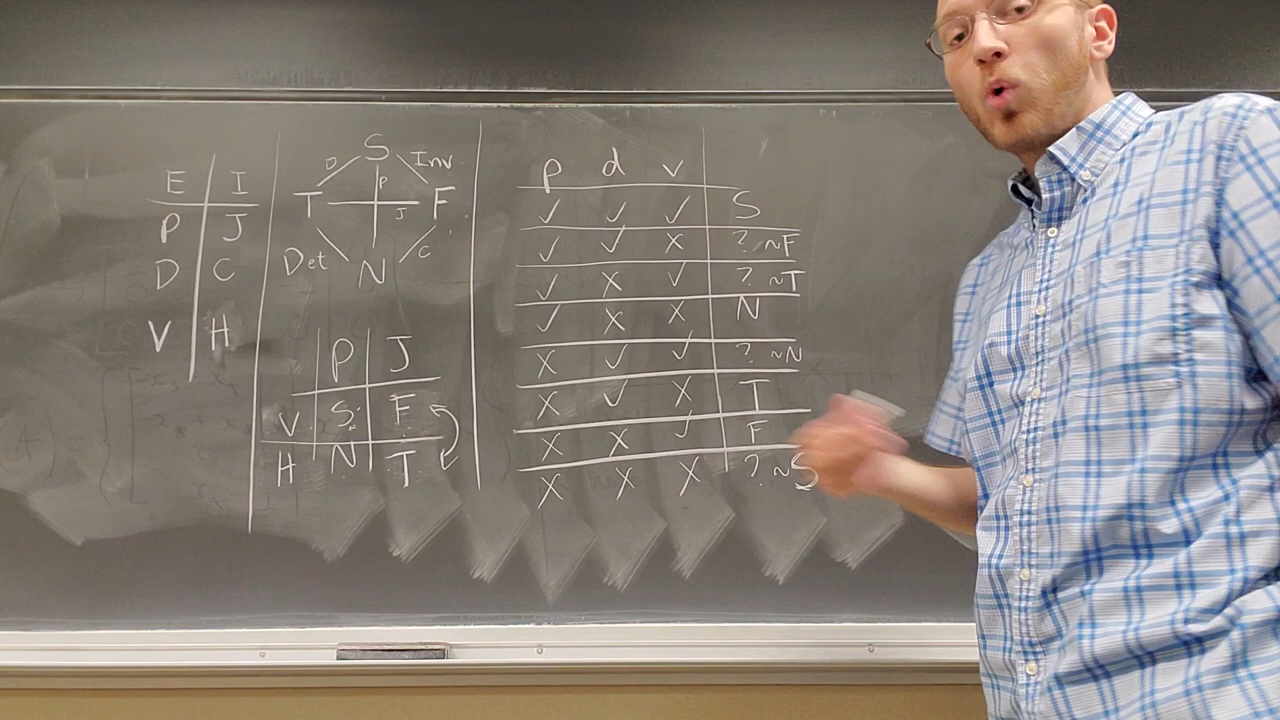 E I
P J
D C
V H
S
D Inv
P
T J F
Det N C
P J
V S F
H N T
p d v
✓ ✓ ✓ S
✓ ✓ X ? ~F
✓ X ✓ ? ~T
✓ X X N
X ✓ ✓ ? ~N
X ✓ X T
X X ✓ F
X X X ? ~S